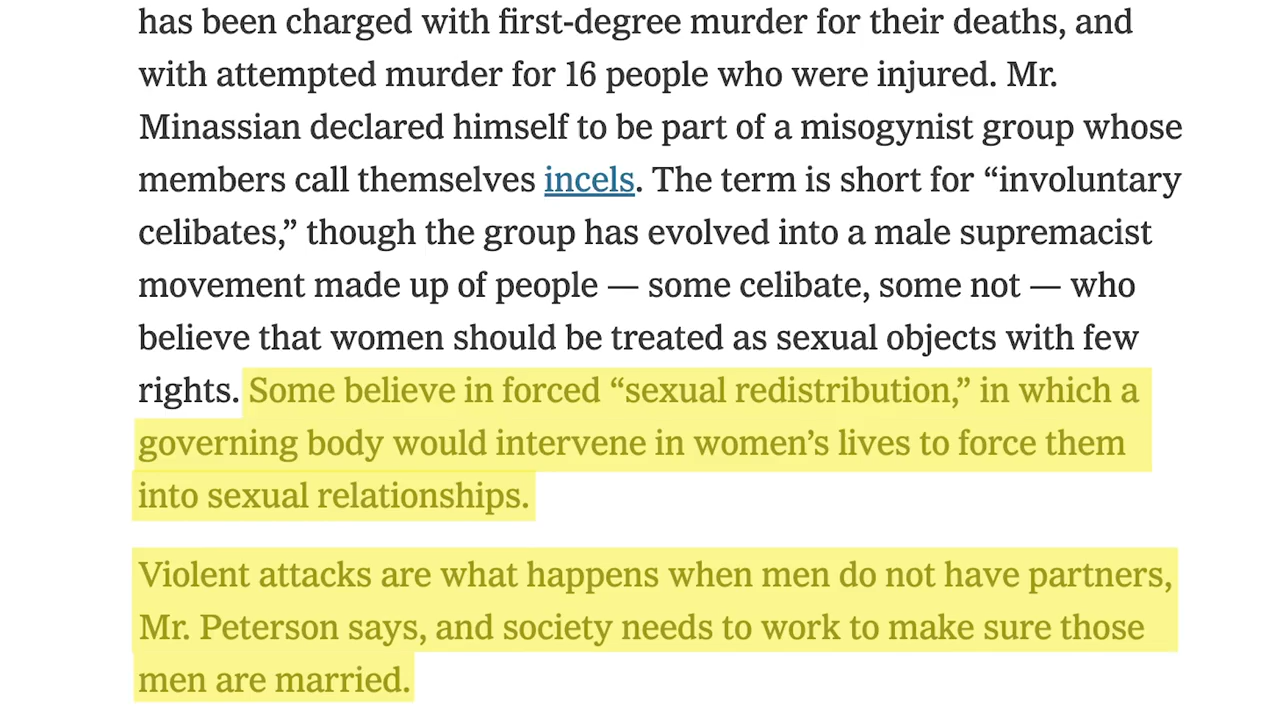 has been charged with first-degree murder for their deaths, and
with attempted murder for 16 people who were injured. Mr.
Minassian declared himself to be part of a misogynist group whose
members call themselves incels. The term is short for “involuntary
celibates,” though the group has evolved into a male supremacist
movement made up of people — some celibate, some not — who
believe that women should be treated as sexual objects with few
rights. Some believe in forced “sexual redistribution,” in which a
governing body would intervene in women’s lives to force them
into sexual relationships.
Violent attacks are what happens when men do not have partners,
Mr. Peterson says, and society needs to work to make sure those
men are married.